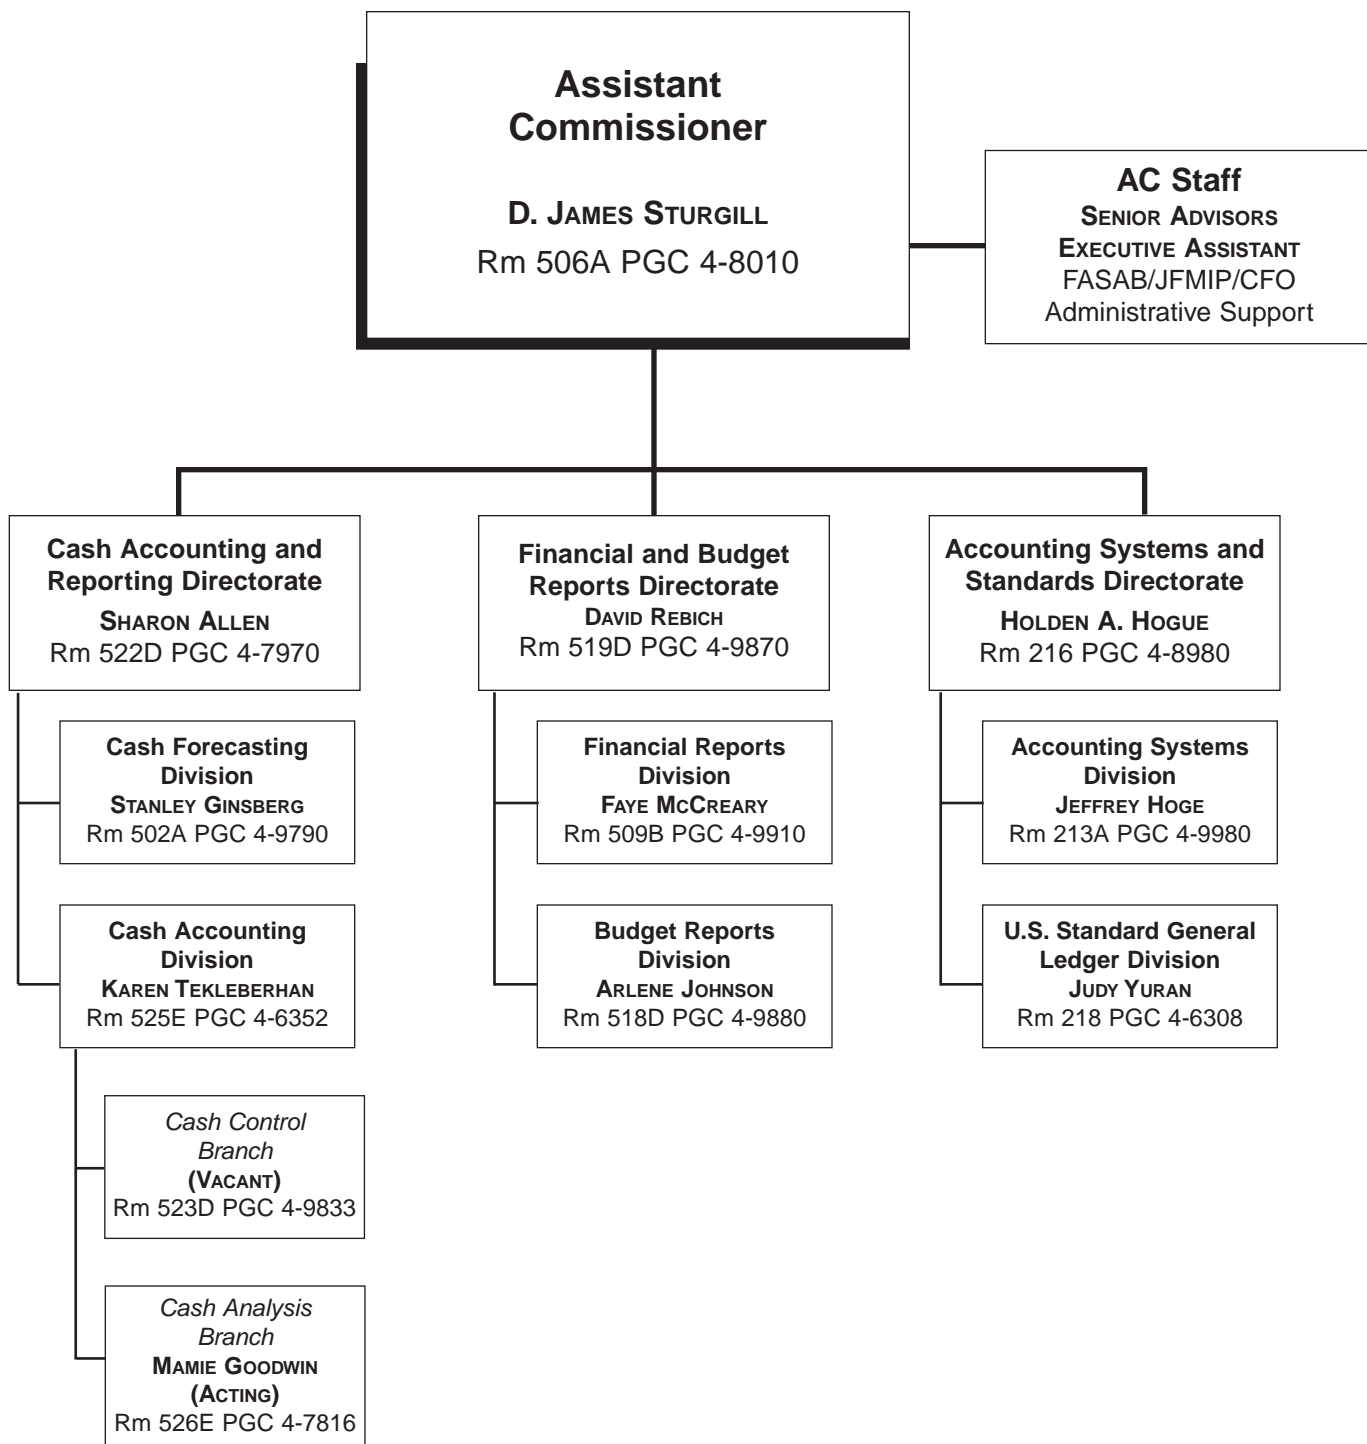 Assistant
Commissioner
D. James Sturgill
Rm 506A PGC 4-8010
AC Staff
Senior Advisors
Executive Assistant
FASAB/JFMIP/CFO
Administrative Support
Cash Accounting and
Reporting Directorate
Sharon Allen
Rm 522D PGC 4-7970
Cash Forecasting
Division
Stanley Ginsberg
Rm 502A PGC 4-9790
Cash Accounting
Division
Karen Tekleberhan
Rm 525E PGC 4-6352
Cash Control
Branch
(Vacant)
Rm 523D PGC 4-9833
Cash Analysis
Branch
Mamie Goodwin
(Acting)
Rm 526E PGC 4-7816
Financial and Budget
Reports Directorate
David Rebich
Rm 519D PGC 4-9870
Financial Reports
Division
Faye McCreary
Rm 509B PGC 4-9910
Budget Reports
Division
Arlene Johnson
Rm 518D PGC 4-9880
Accounting Systems and
Standards Directorate
Holden A. Hogue
Rm 216 PGC 4-8980
Accounting Systems
Division
Jeffrey Hoge
Rm 213A PGC 4-9980
U.S. Standard General
Ledger Division
Judy Yuran
Rm 218 PGC 4-6308